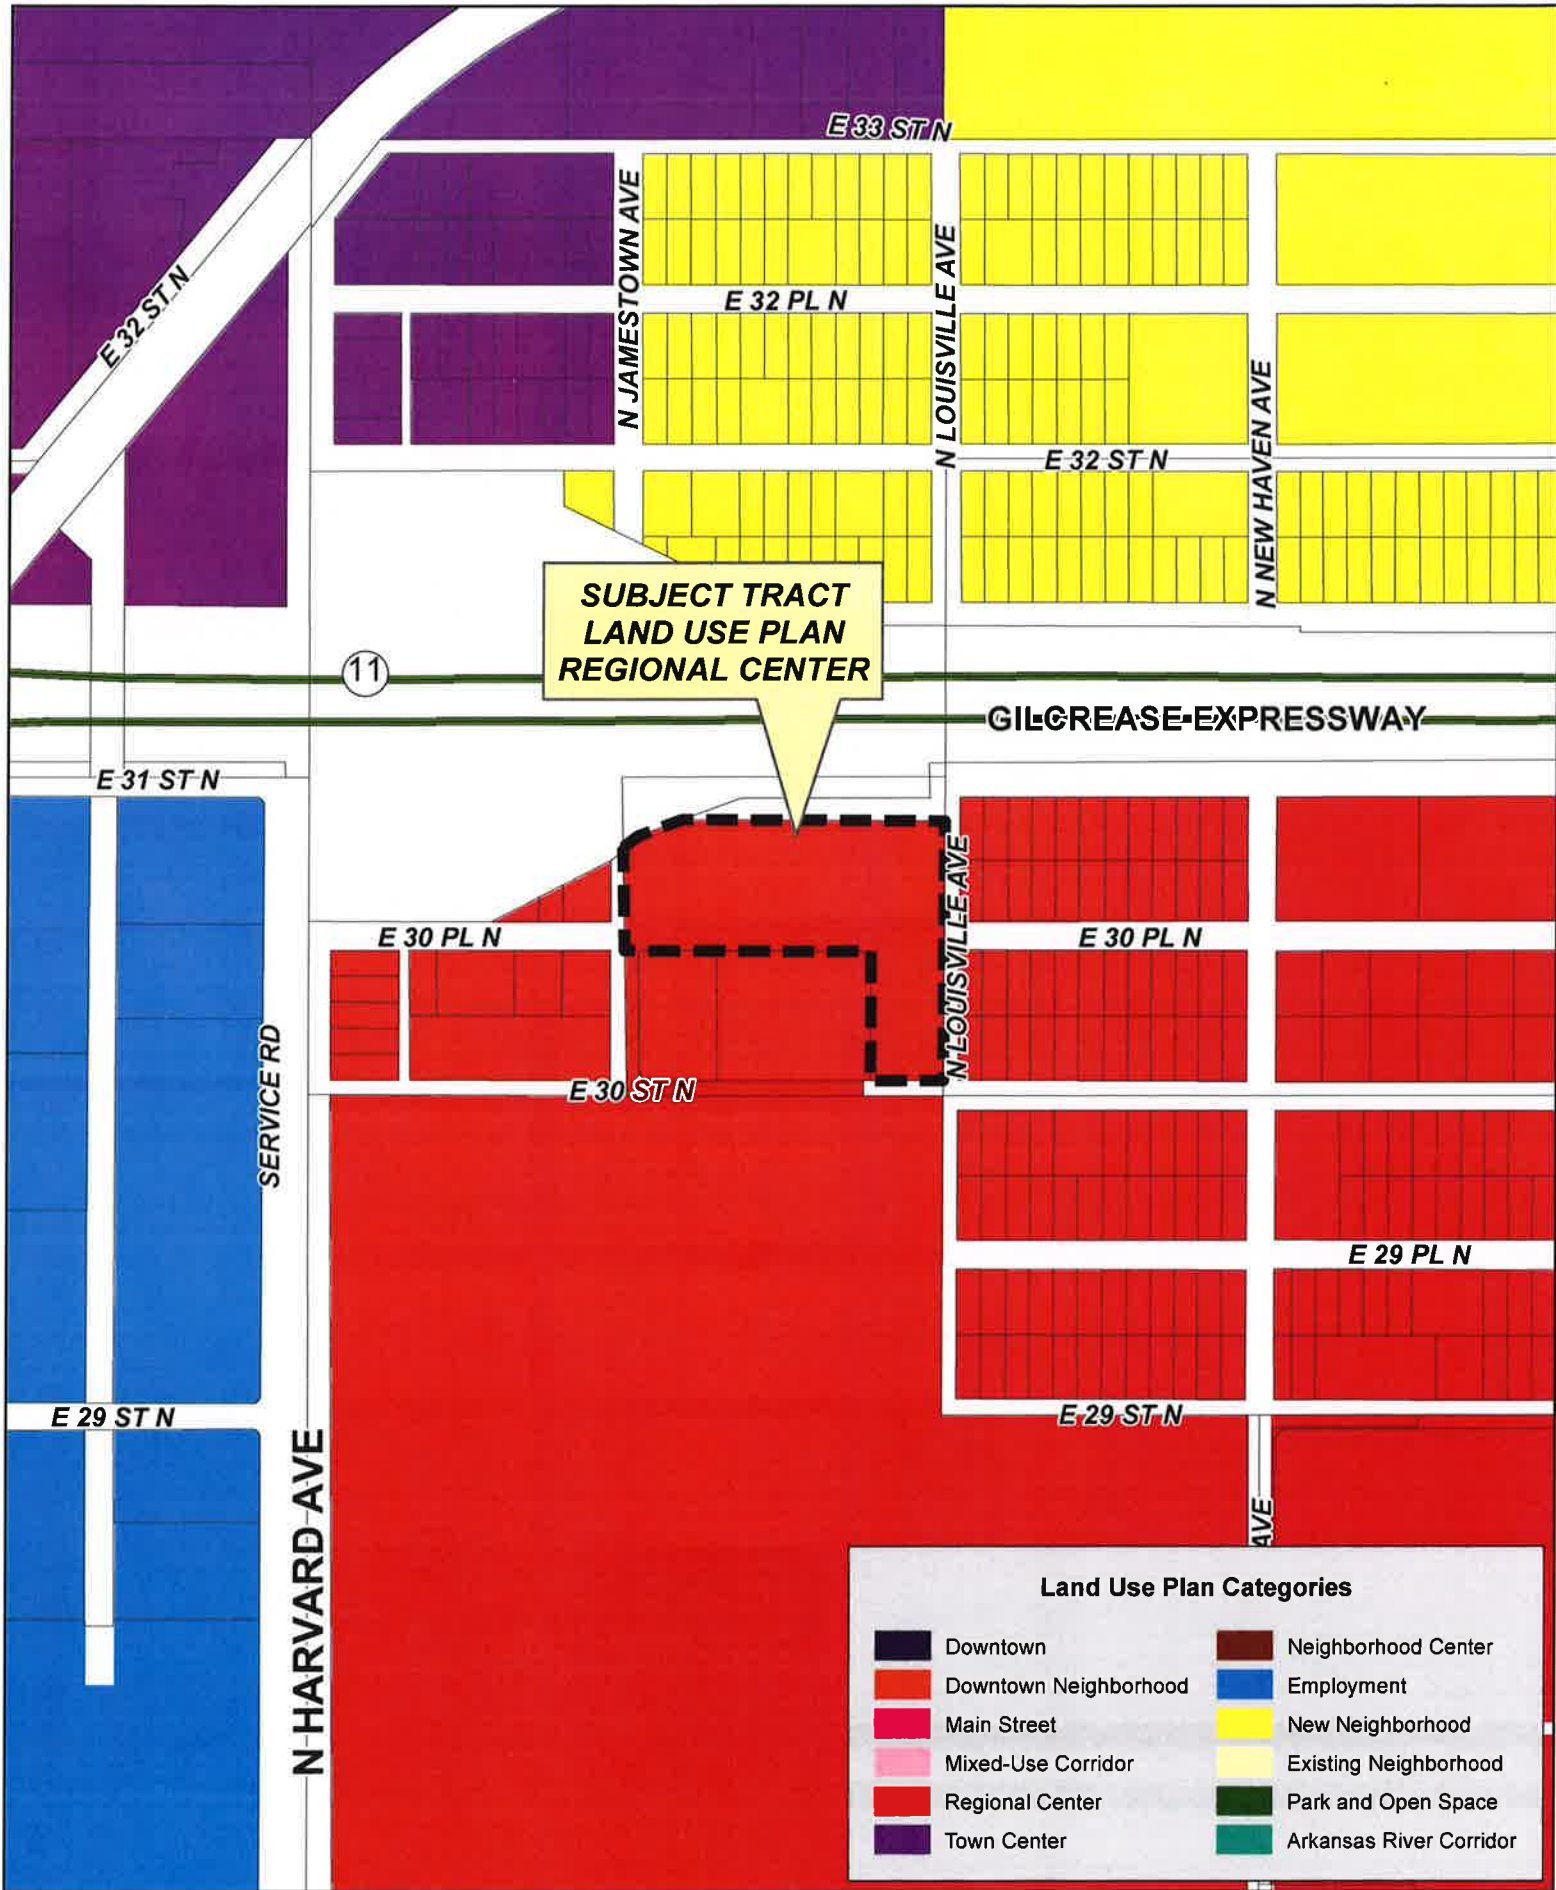 E 33 ST N
N JAMESTOWN AVE
N LOUISVILLE AVE
E 32 PL N
E 32 ST N
N NEW HAVEN AVE
E 32 ST N
SUBJECT TRACT
LAND USE PLAN
REGIONAL CENTER
11
GILCREASE EXPRESSWAY
E 31 ST N
N LOUISVILLE AVE
E 30 PL N
E 30 PL N
SERVICE RD
E 30 ST N
E 29 PL N
E 29 ST N
E 29 ST N
N HARVARD AVE
AVE
Land Use Plan Categories
Downtown
Downtown Neighborhood
Main Street
Mixed-Use Corridor
Regional Center
Town Center
Neighborhood Center
Employment
New Neighborhood
Existing Neighborhood
Park and Open Space
Arkansas River Corridor